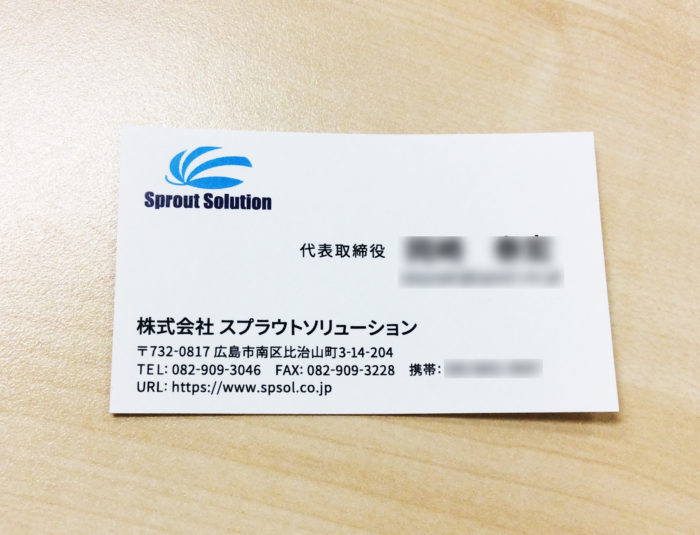 Sprout Solution
代表取締役
株式会社 スプラウトソリューション
〒732-0817 広島市南区比治山町3-14-204
TEL: 082-909-3046 FAX: 082-909-3228 携帯:
URL: https://www.spsol.co.jp